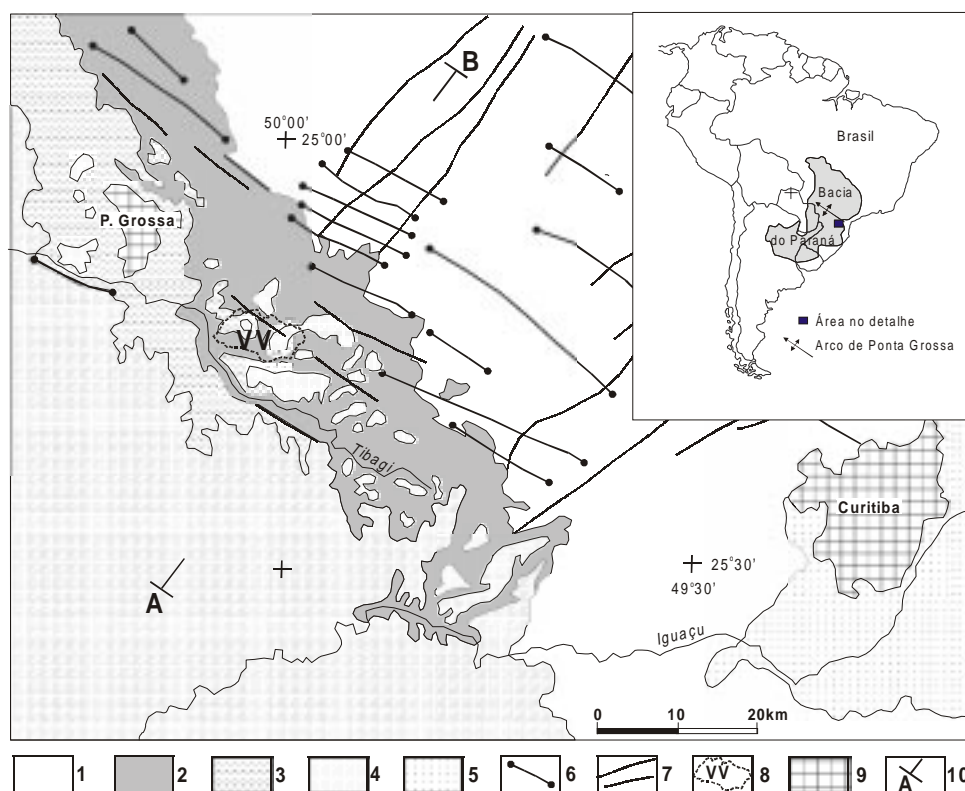 B
50°00'
25°00'
P. Grossa
VV
Tibagi
A
Curitiba
25°30'
49°30'
Iguaçu
0 10 20km
Brasil
Bacia
do Paraná
Área no detalhe
Arco de Ponta Grossa
1 2 3 4 5 6 7 VV 8 9 A 10